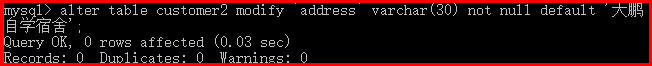 mysql> alter table customer2 modify `address` varchar(30) not null default '大鹏
自学宿舍';
Query OK, 0 rows affected (0.03 sec)
Records: 0  Duplicates: 0  Warnings: 0